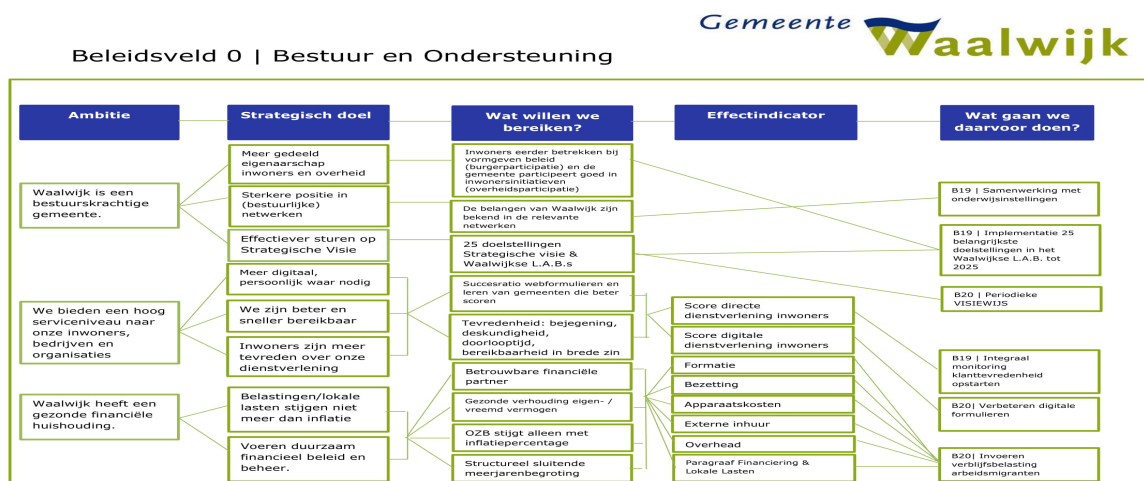 Gemeente
Waalwijk
Beleidsveld 0 | Bestuur en Ondersteuning
Ambitie
Strategisch doel
Wat willen we
bereiken?
Effectindicator
Wat gaan we
daarvoor doen?
Waalwijk is een
bestuurskrachtige
gemeente.
We bieden een hoog
serviceniveau naar
onze inwoners,
bedrijven en
organisaties
Waalwijk heeft een
gezonde financiële
huishouding.
Meer gedeeld
eigenaarschap
inwoners en overheid
Sterkere positie in
(bestuurlijke)
netwerken
Effectiever sturen op
Strategische Visie
Meer digitaal,
persoonlijk waar nodig
We zijn beter en
sneller bereikbaar
Inwoners zijn meer
tevreden over onze
dienstverlening
Belastingen/lokale
lasten stijgen niet
meer dan inflatie
Voeren duurzaam
financieel beleid en
beheer.
Inwoners eerder betrekken bij
vormgeven beleid
(burgerparticipatie) en de
gemeente participeert goed in
inwonersinitiatieven
(overheidsparticipatie)
De belangen van Waalwijk zijn
bekend in de relevante
netwerken
25 doelstellingen
Strategische visie &
Waalwijkse L.A.B.s
Succesratio webformulieren en
leren van gemeenten die beter
scoren
Tevredenheid: bejegening,
deskundigheid,
doorlooptijd,
bereikbaarheid in brede zin
Betrouwbare financiële
partner
Gezonde verhouding eigen- /
vreemd vermogen
OZB stijgt alleen met
inflatiepercentage
Structureel sluitende
meerjarenbegroting
Score directe
dienstverlening inwoners
Score digitale
dienstverlening inwoners
Formatie
Bezetting
Apparaatskosten
Externe inhuur
Overhead
Paragraaf Financiering &
Lokale Lasten
B19 | Samenwerking met
onderwijsinstellingen
B19 | Implementatie 25
belangrijkste
doelstellingen in het
Waalwijkse L.A.B. tot
2025
B20 | Periodieke
VISIEWIJS
B19 | Integraal
monitoring
klanttevredenheid
opstarten
B20| Verbeteren digitale
formulieren
B20| Invoeren
verblijfsbelasting
arbeidsmigranten